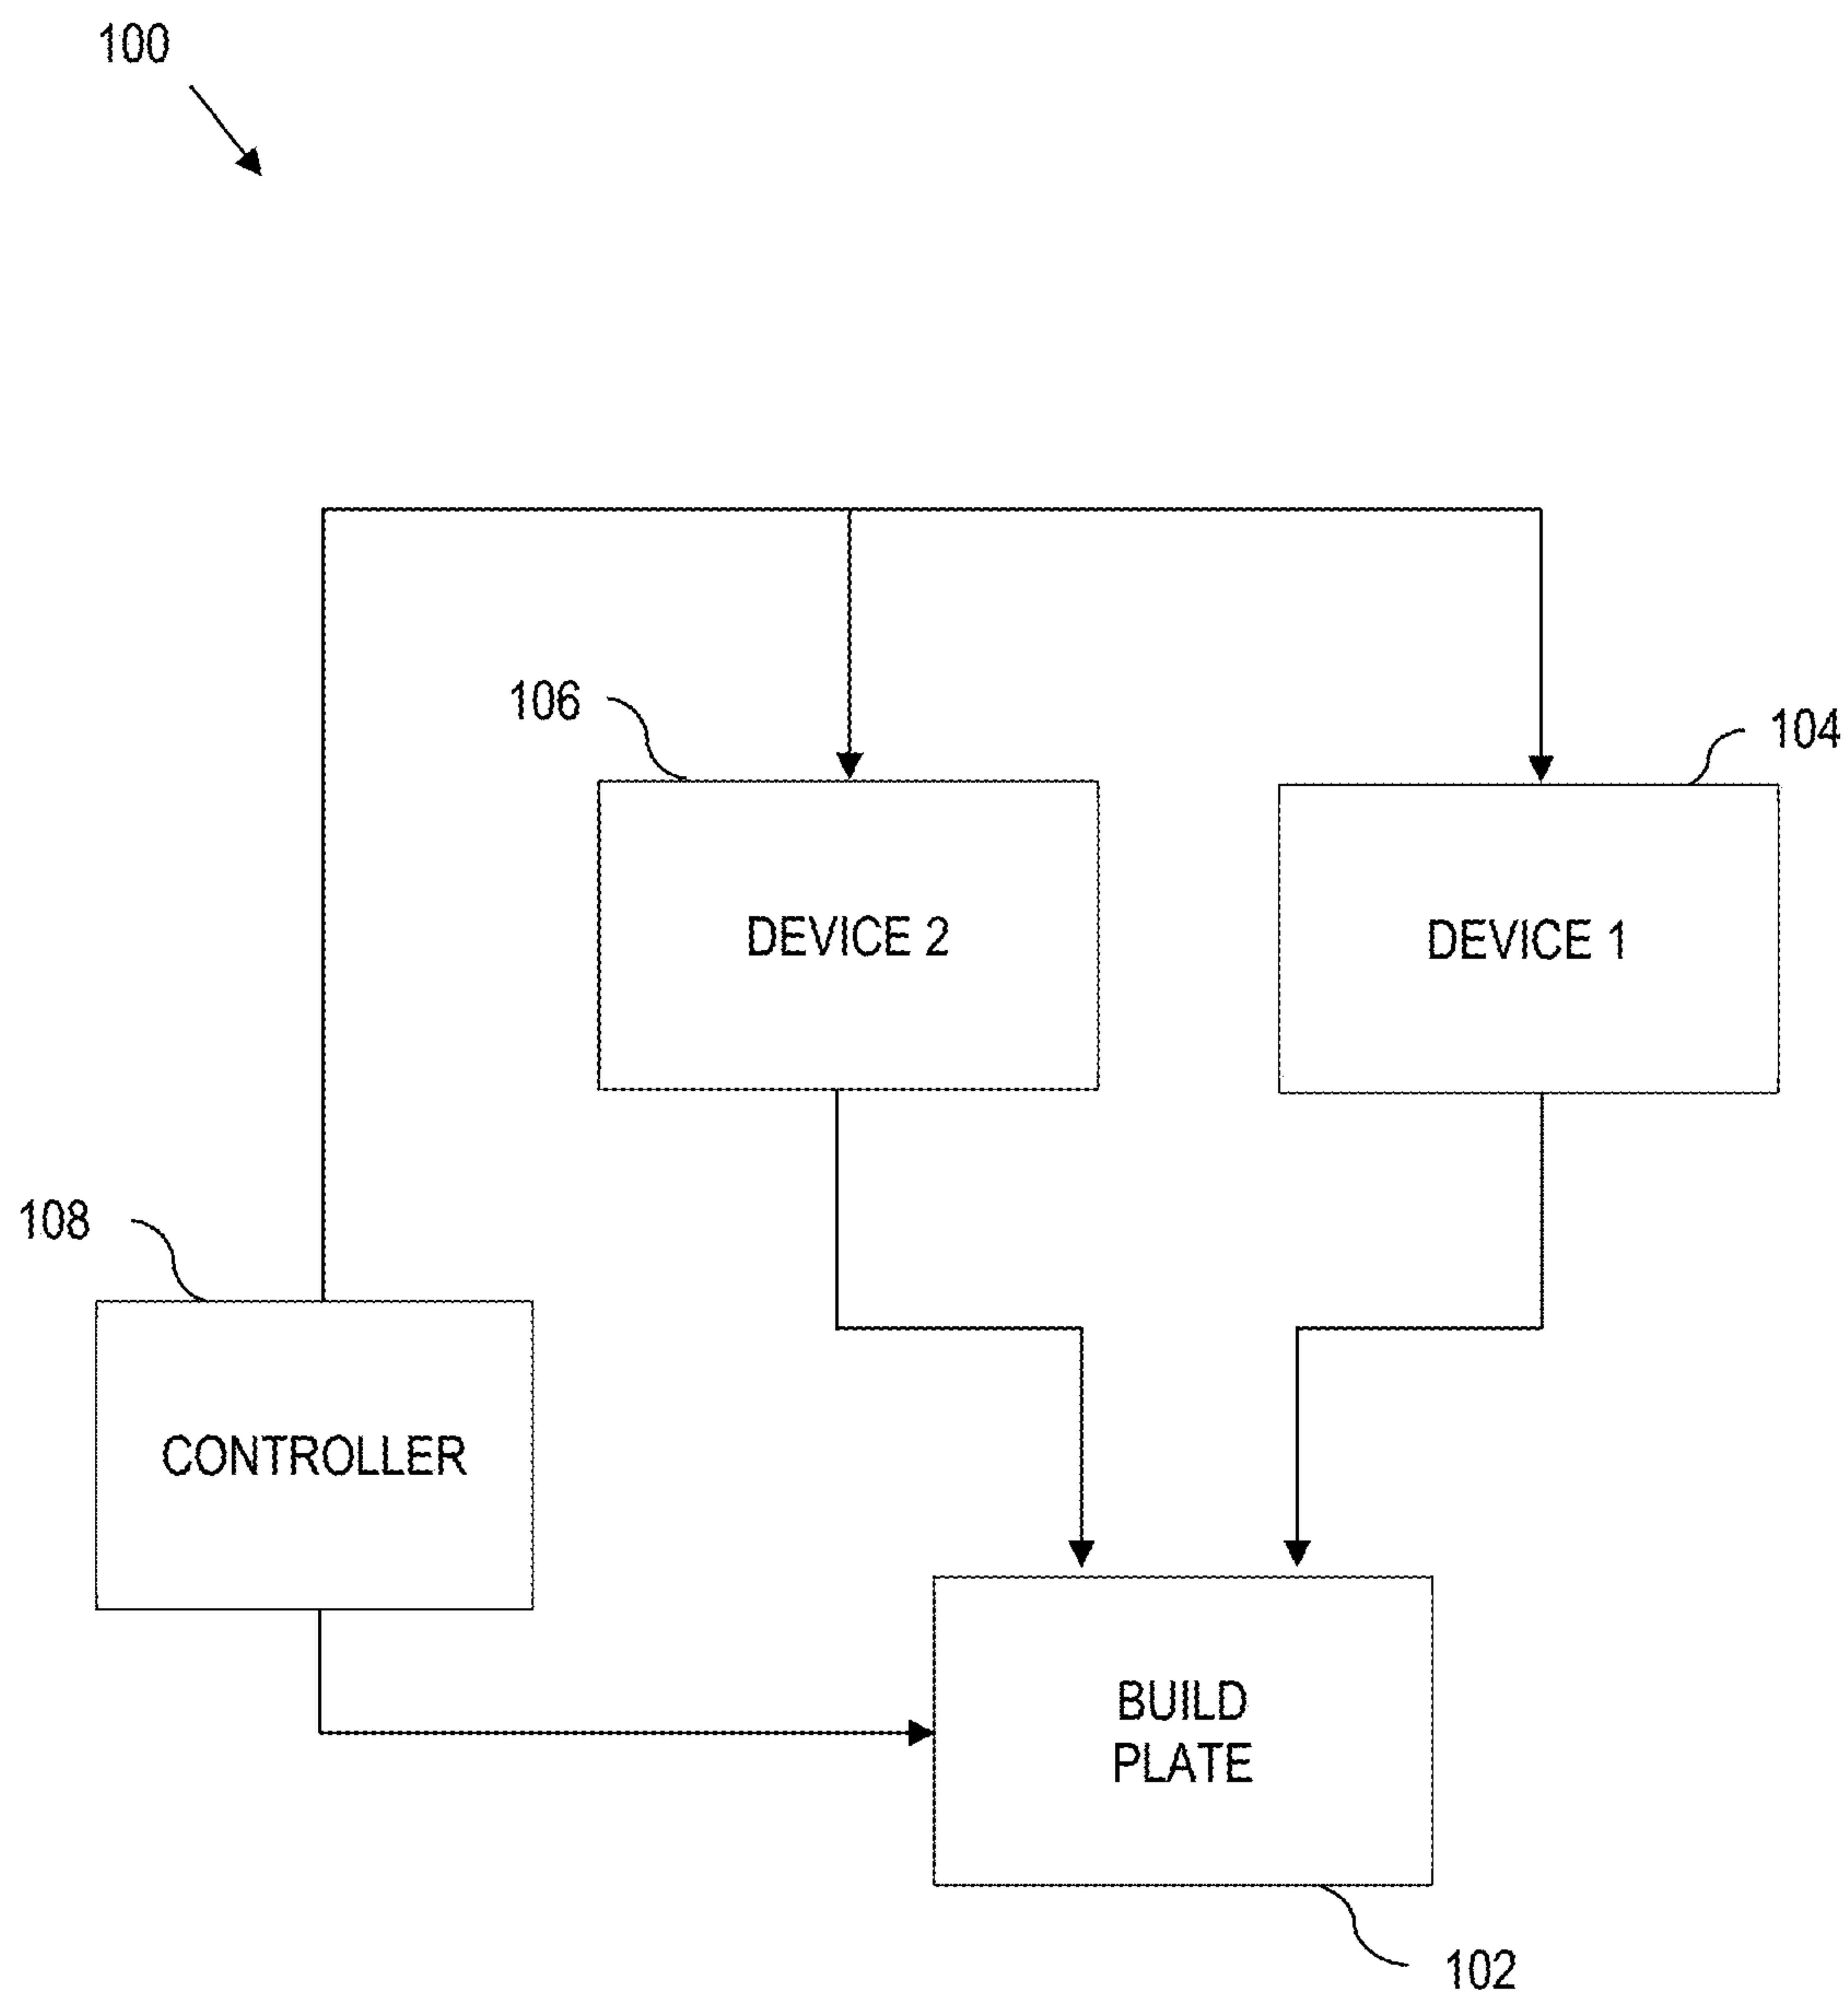 100
106
104
DEVICE 2
DEVICE 1
108
CONTROLLER
BUILD
PLATE
102